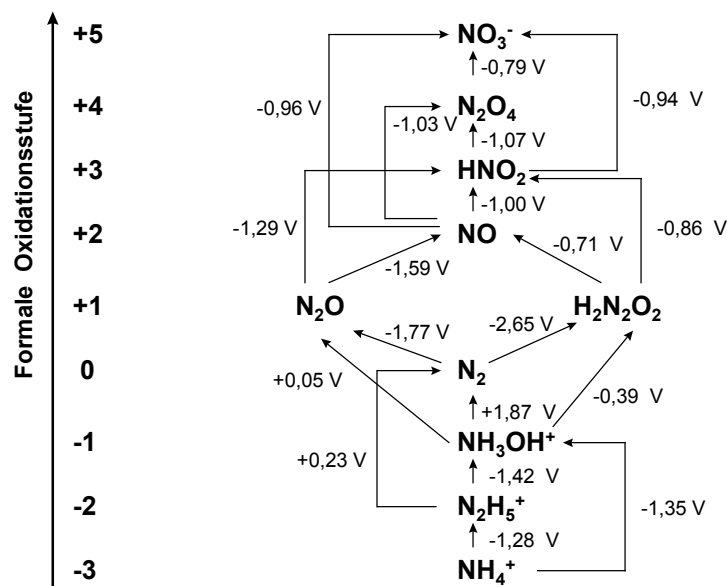 Formale Oxidationsstufe
+5
NO₃⁻
-0,79 V
+4
N₂O₄
-0,96 V
-1,03 V
-0,94 V
-1,07 V
+3
HNO₂
-1,00 V
+2
NO
-1,29 V
-0,71 V
-0,86 V
-1,59 V
+1
N₂O
H₂N₂O₂
-1,77 V
-2,65 V
0
N₂
+0,05 V
-0,39 V
+1,87 V
-1
NH₃OH⁺
+0,23 V
-1,42 V
-2
N₂H₅⁺
-1,35 V
-1,28 V
-3
NH₄⁺